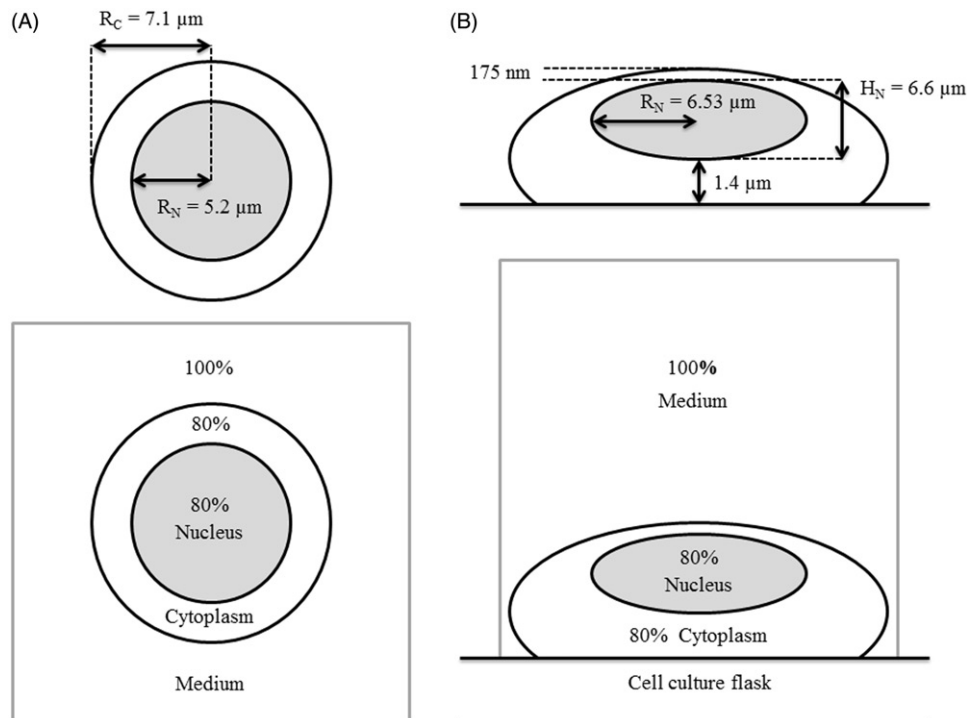 (A)
R_C = 7.1 µm
R_N = 5.2 µm
100%
80%
80%
Nucleus
Cytoplasm
Medium
(B)
175 nm
R_N = 6.53 µm
H_N = 6.6 µm
1.4 µm
100%
Medium
80%
Nucleus
80% Cytoplasm
Cell culture flask